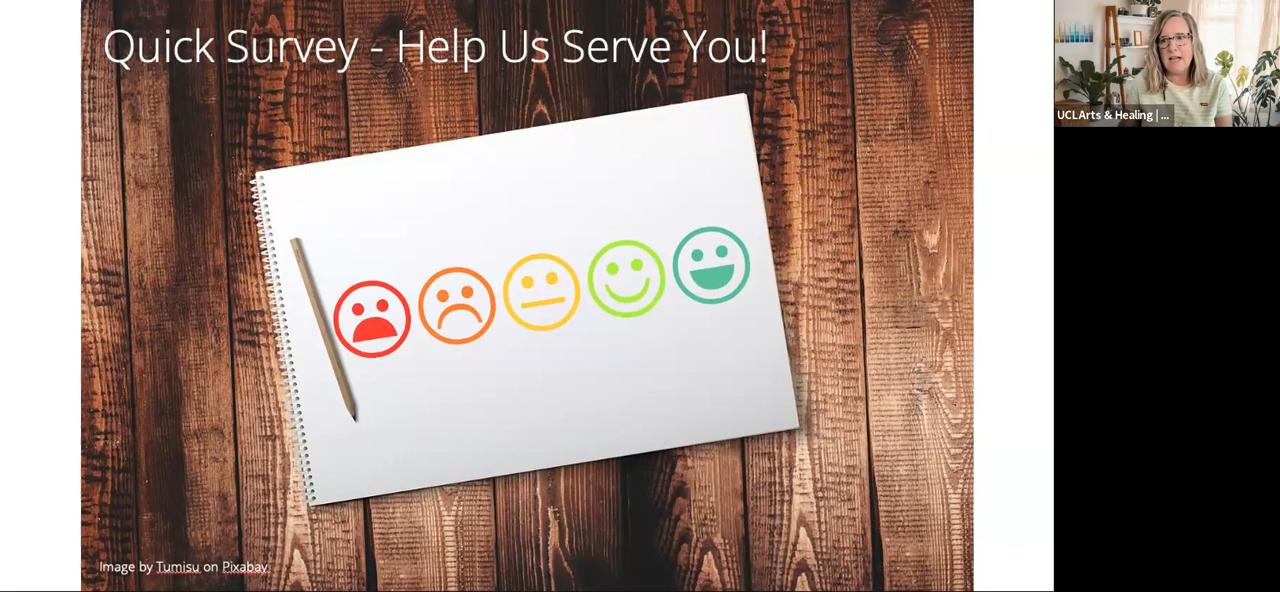 Quick Survey - Help Us Serve You!
UCLArts & Healing | ...
Image by Tumisu on Pixabay